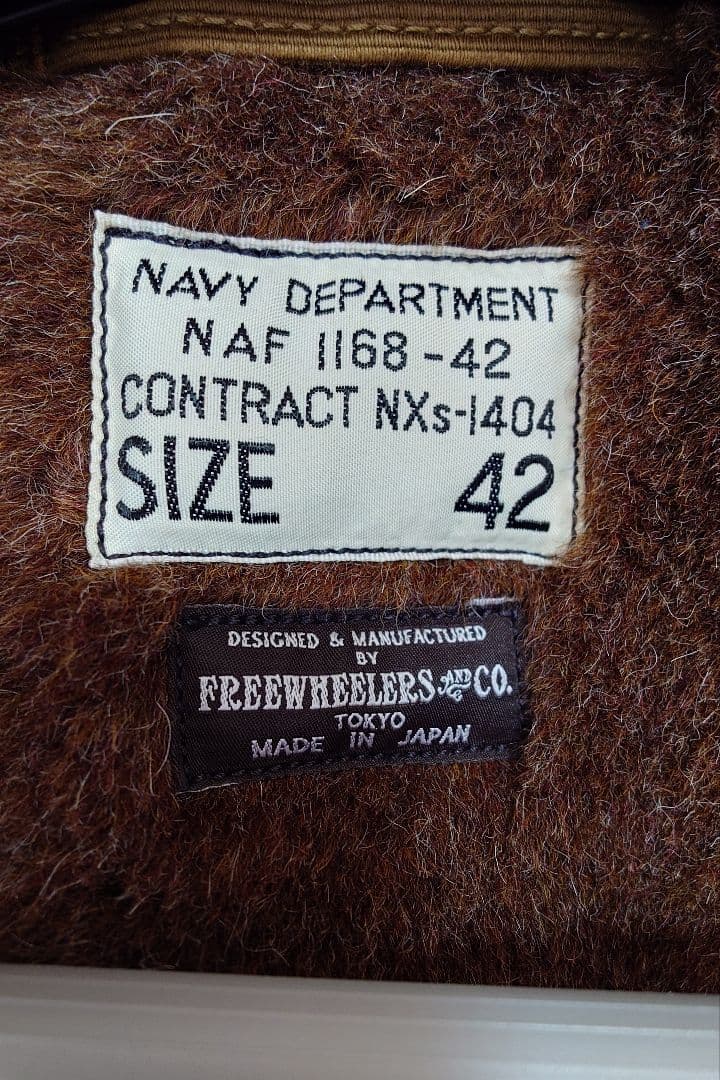 NAVY DEPARTMENT
NAF 1168-42
CONTRACT NXs-1404
SIZE 42
DESIGNED & MANUFACTURED
BY
FREEWHEELERS AND CO.
TOKYO
MADE IN JAPAN